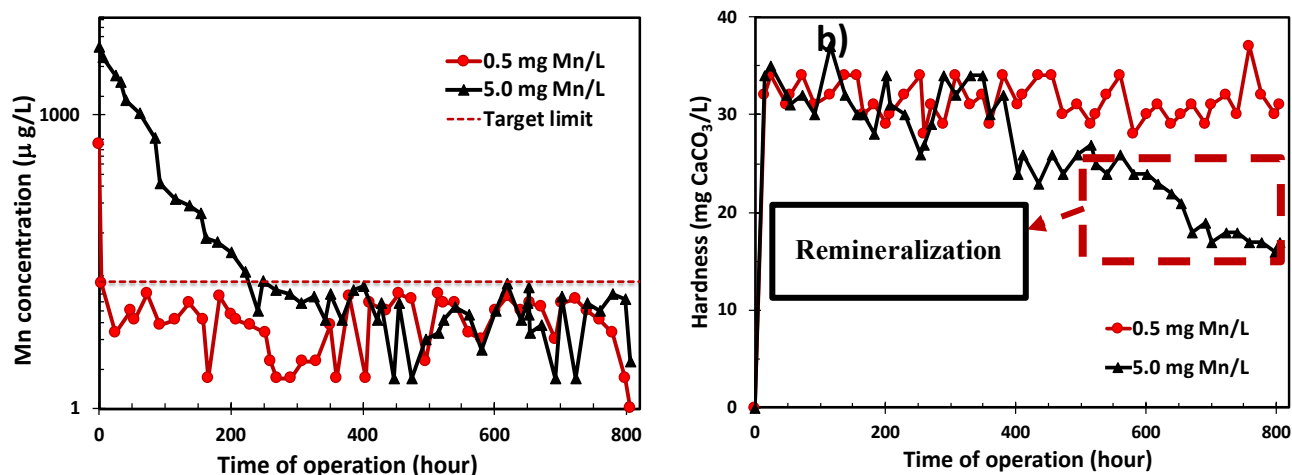 Mn concentration (µ g/L)
1000
1
0.5 mg Mn/L
5.0 mg Mn/L
Target limit
0
200
400
600
800
Time of operation (hour)
b)
Hardness (mg CaCO3/L)
40
30
20
10
0
Remineralization
0.5 mg Mn/L
5.0 mg Mn/L
0
200
400
600
800
Time of operation (hour)